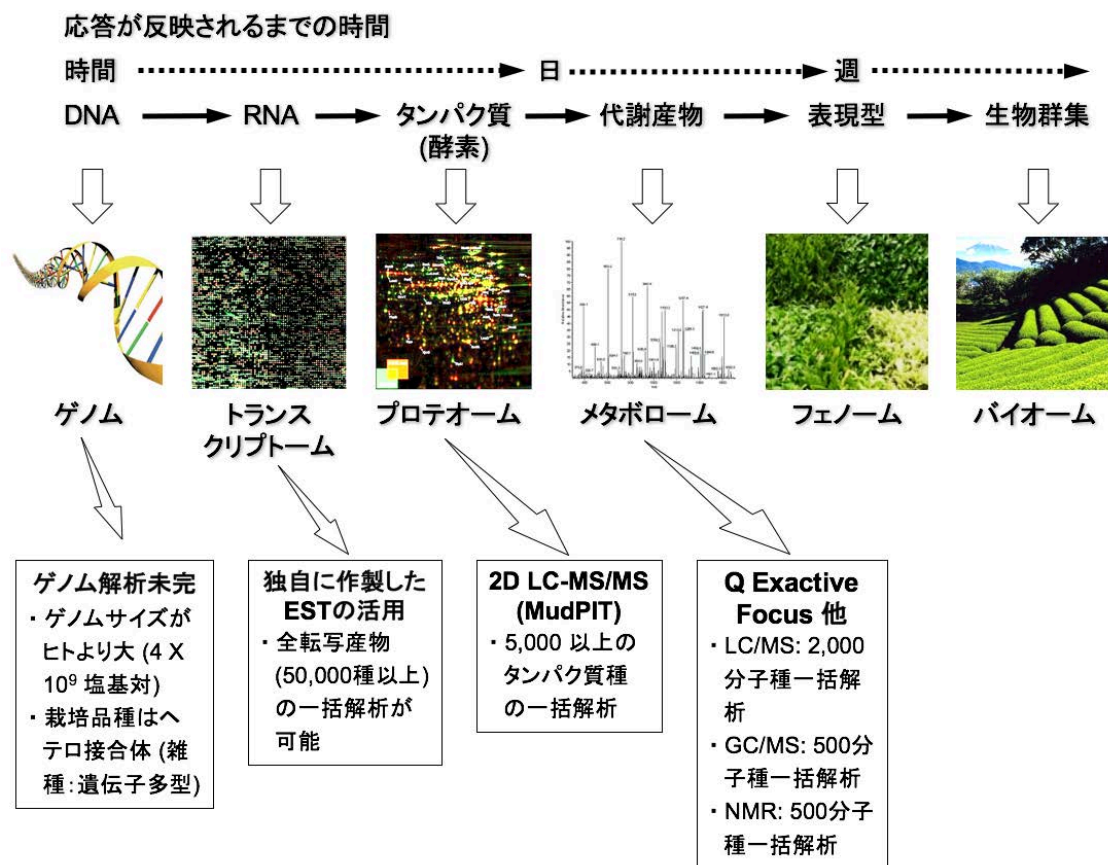 応答が反映されるまでの時間
時間 日 週
DNA RNA タンパク質 代謝産物 表現型 生物群集
(酵素)
ゲノム トランス プロテオーム メタボローム フェノーム バイオーム
クリプトーム
ゲノム解析未完
・ゲノムサイズが
ヒトより大 (4 X
10⁹ 塩基対)
・栽培品種はヘ
テロ接合体 (雑
種：遺伝子多型)
独自に作製した
ESTの活用
・全転写産物
(50,000種以上)
の一括解析が
可能
2D LC-MS/MS
(MudPIT)
・5,000 以上の
タンパク質種
の一括解析
Q Exactive
Focus 他
・LC/MS: 2,000
分子種一括解
析
・GC/MS: 500分
子種一括解析
・NMR: 500分子
種一括解析